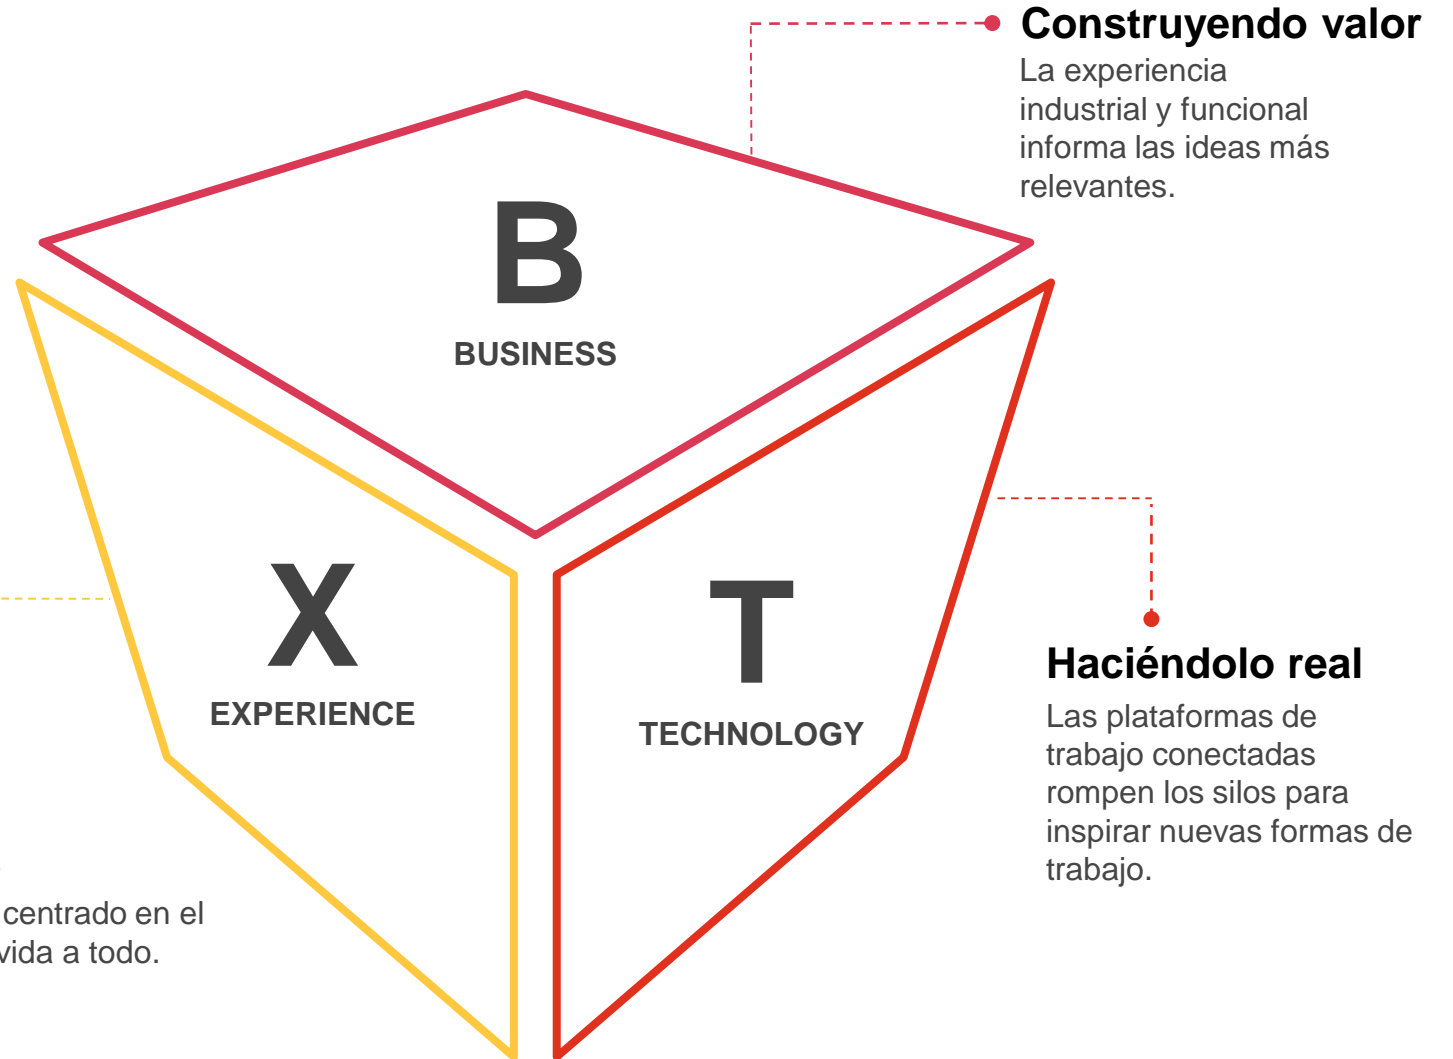 Construyendo valor
La experiencia
industrial y funcional
informa las ideas más
relevantes.
B
BUSINESS
X
EXPERIENCE
T
TECHNOLOGY
Haciéndolo real
Las plataformas de
trabajo conectadas
rompen los silos para
inspirar nuevas formas de
trabajo.
centrado en el
vida a todo.